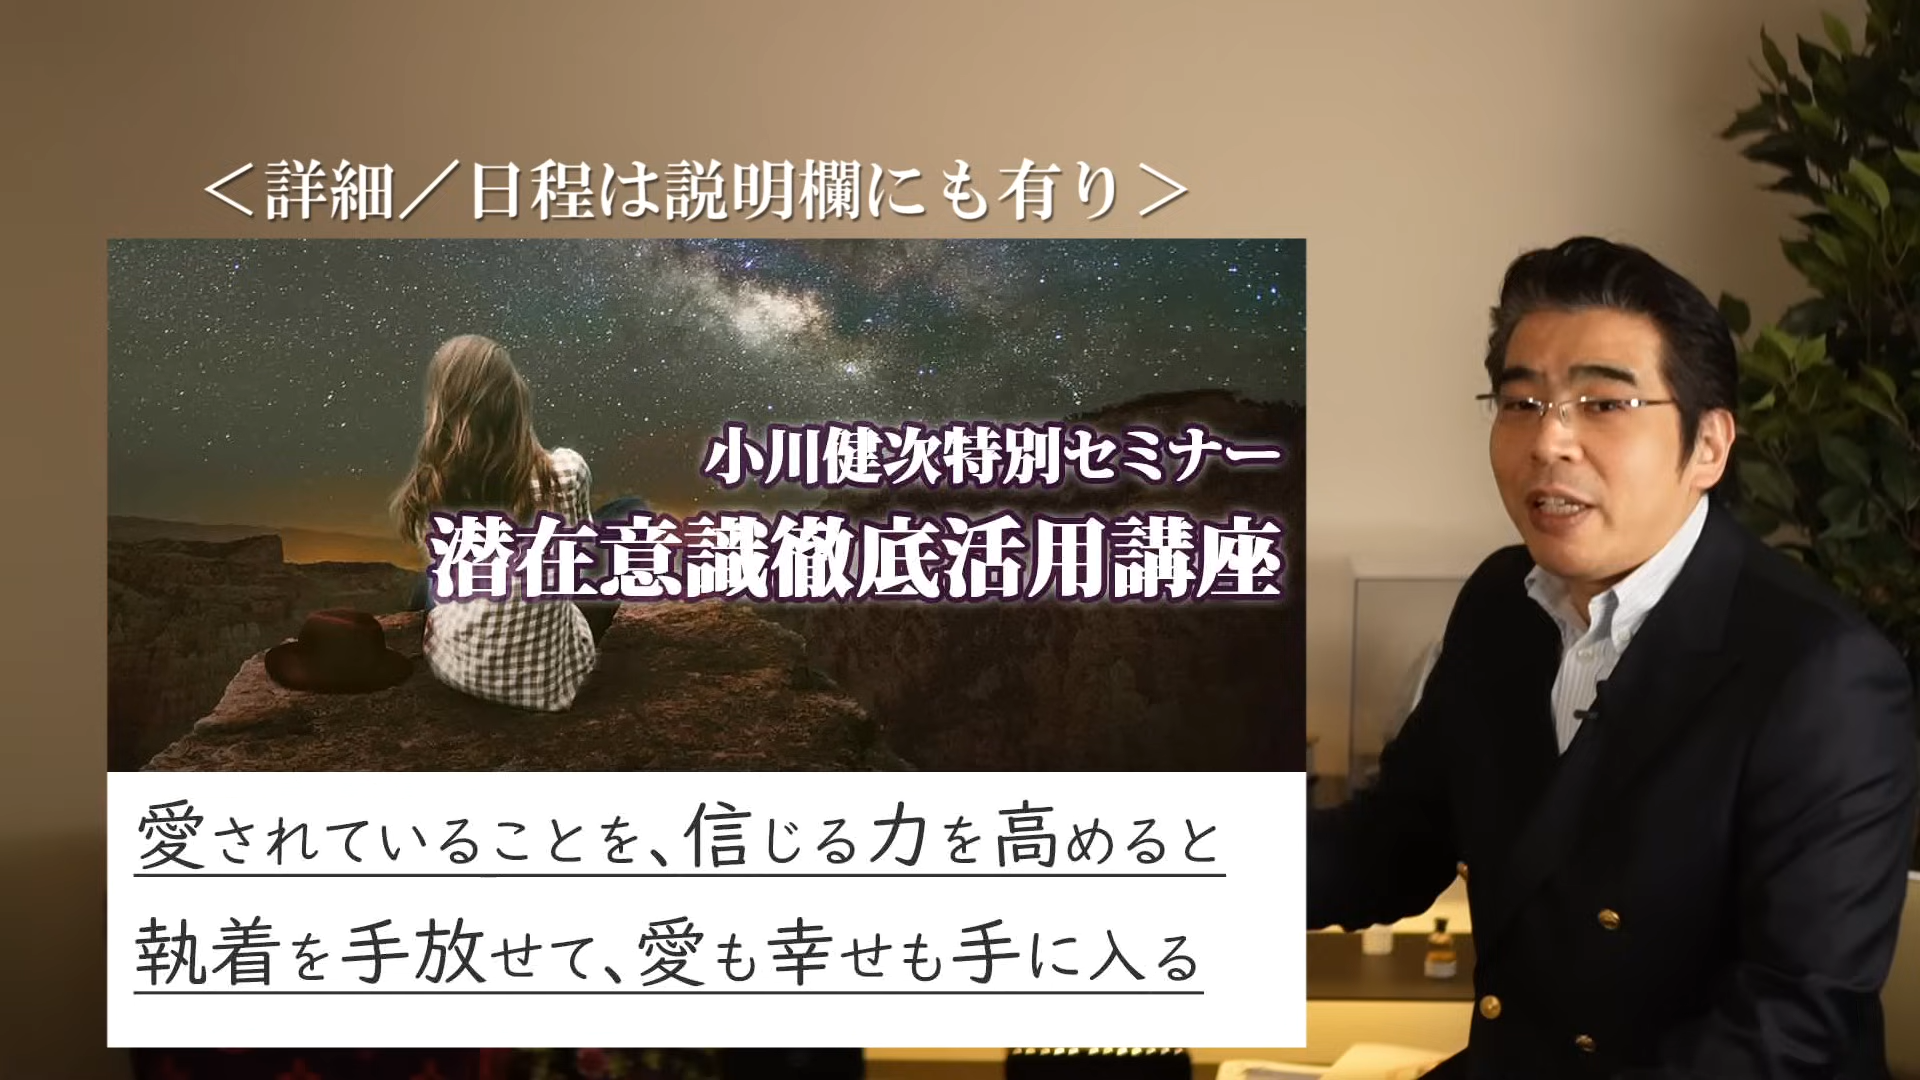 ＜詳細／日程は説明欄にも有り＞
小川健次特別セミナー
潜在意識徹底活用講座
愛されていることを、信じる力を高めると
執着を手放せて、愛も幸せも手に入る